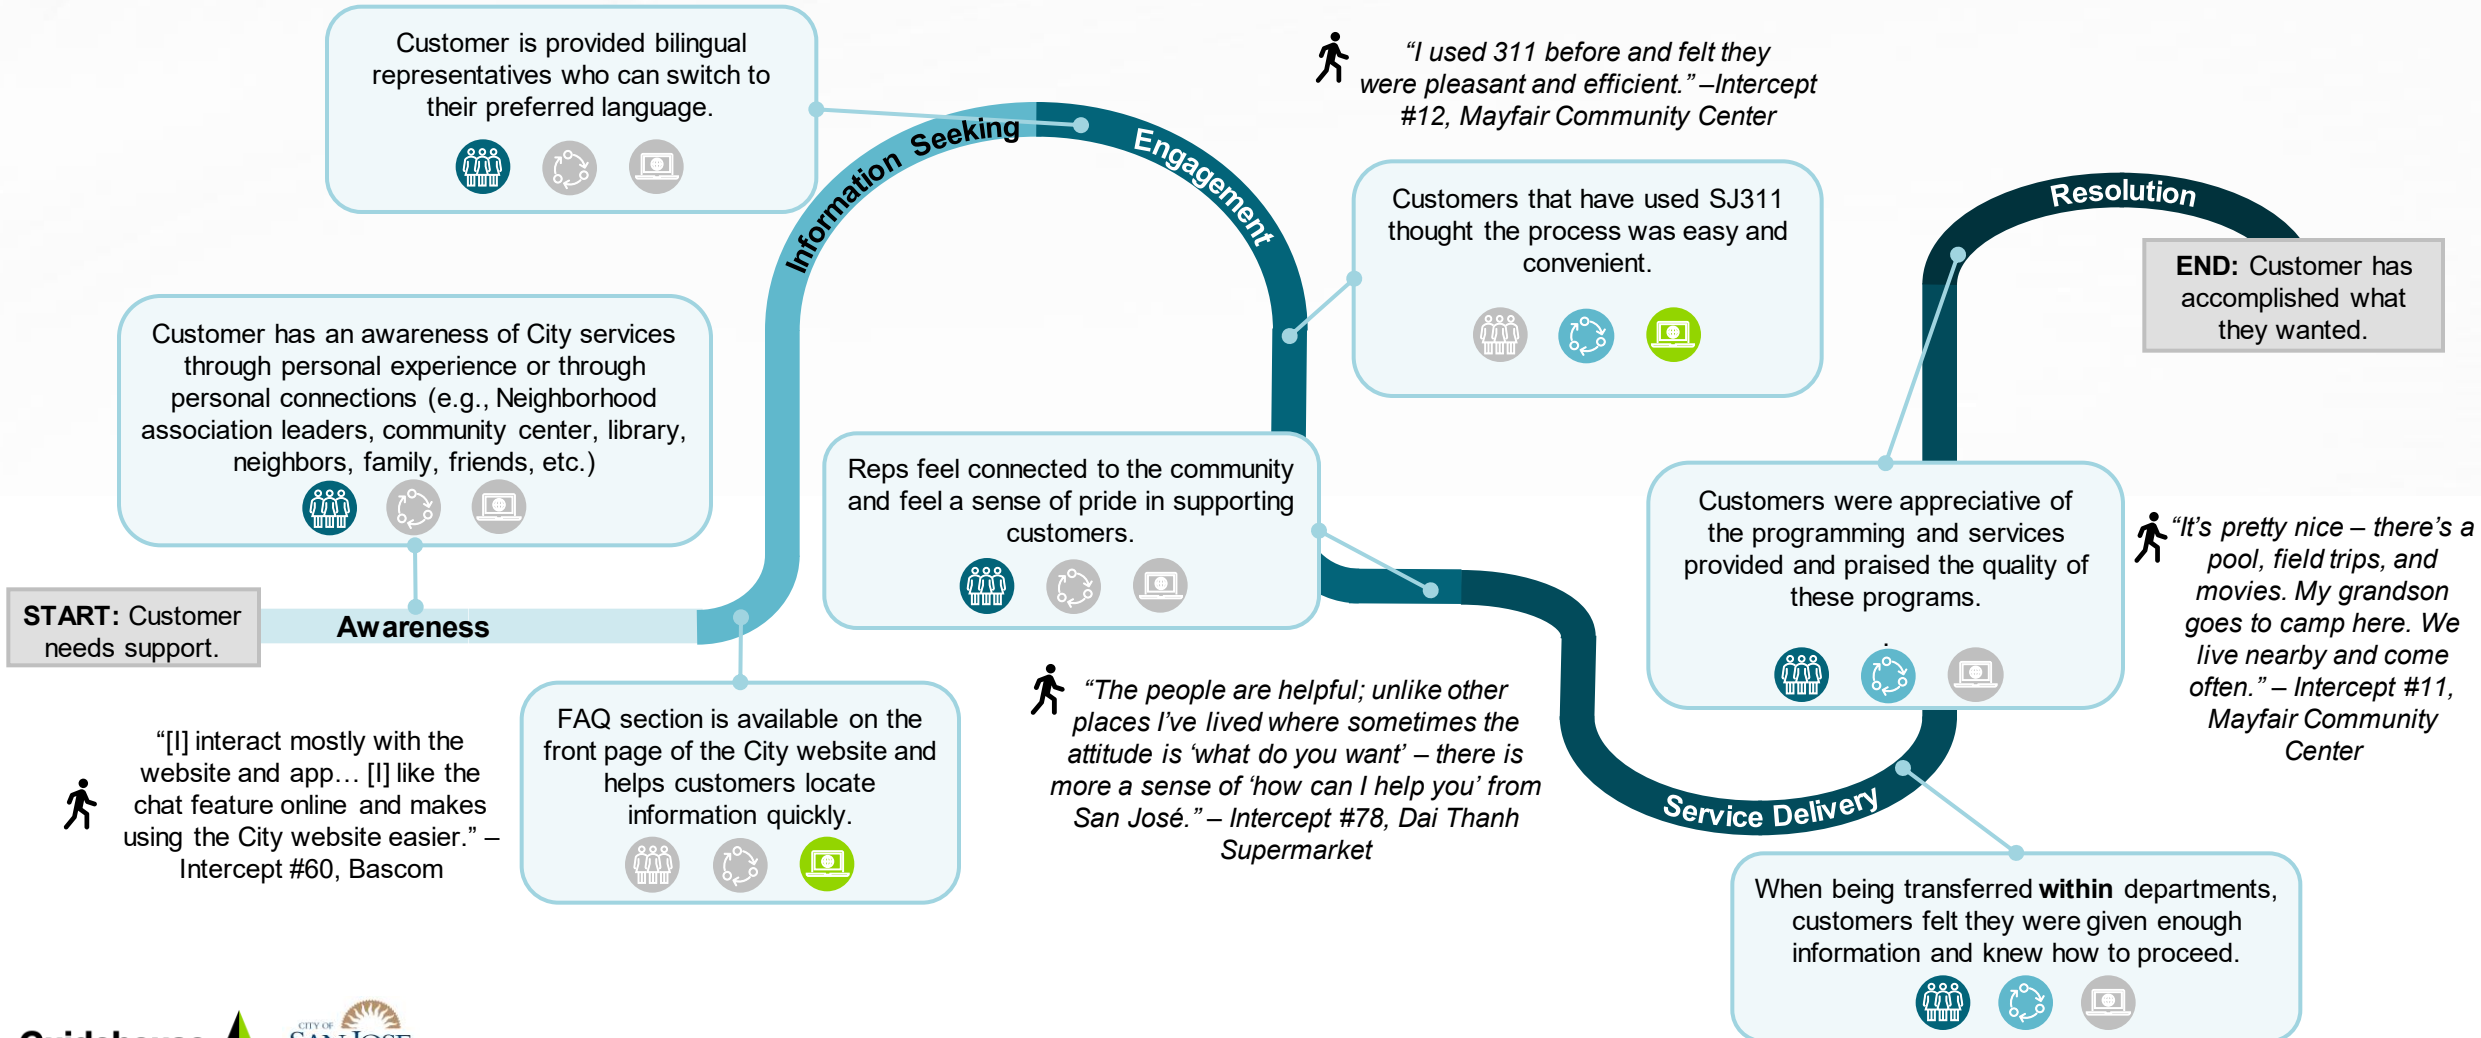 Customer is provided bilingual
representatives who can switch to
their preferred language.
“I used 311 before and felt they
were pleasant and efficient.” –Intercept
#12, Mayfair Community Center
Information Seeking
Engagement
Customers that have used SJ311
thought the process was easy and
convenient.
Resolution
END: Customer has
accomplished what
they wanted.
Customer has an awareness of City services
through personal experience or through
personal connections (e.g., Neighborhood
association leaders, community center, library,
neighbors, family, friends, etc.)
Reps feel connected to the community
and feel a sense of pride in supporting
customers.
Customers were appreciative of
the programming and services
provided and praised the quality of
these programs.
.
“It’s pretty nice – there’s a
pool, field trips, and
movies. My grandson
goes to camp here. We
live nearby and come
often.” – Intercept #11,
Mayfair Community
Center
START: Customer
needs support.
Awareness
“[I] interact mostly with the
website and app… [I] like the
chat feature online and makes
using the City website easier.” –
Intercept #60, Bascom
FAQ section is available on the
front page of the City website and
helps customers locate
information quickly.
“The people are helpful; unlike other
places I’ve lived where sometimes the
attitude is ‘what do you want’ – there is
more a sense of ‘how can I help you’ from
San José.” – Intercept #78, Dai Thanh
Supermarket
Service Delivery
When being transferred within departments,
customers felt they were given enough
information and knew how to proceed.
Guidehouse
CITY OF
SAN JOSE